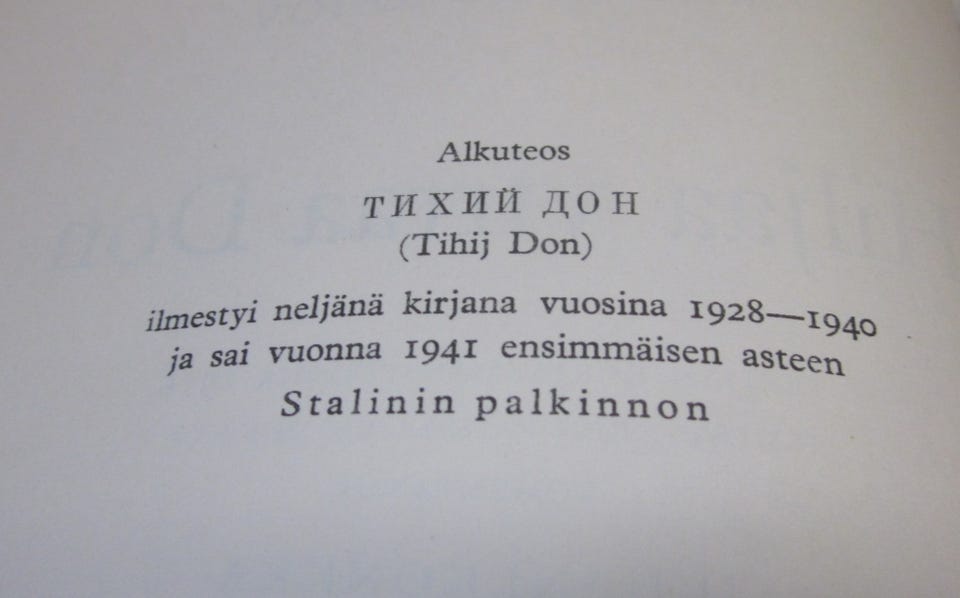 Alkuteos
ТИХИЙ ДОН
(Tihij Don)
ilmestyi neljänä kirjana vuosina 1928—1940
ja sai vuonna 1941 ensimmäisen asteen
Stalinin palkinnon